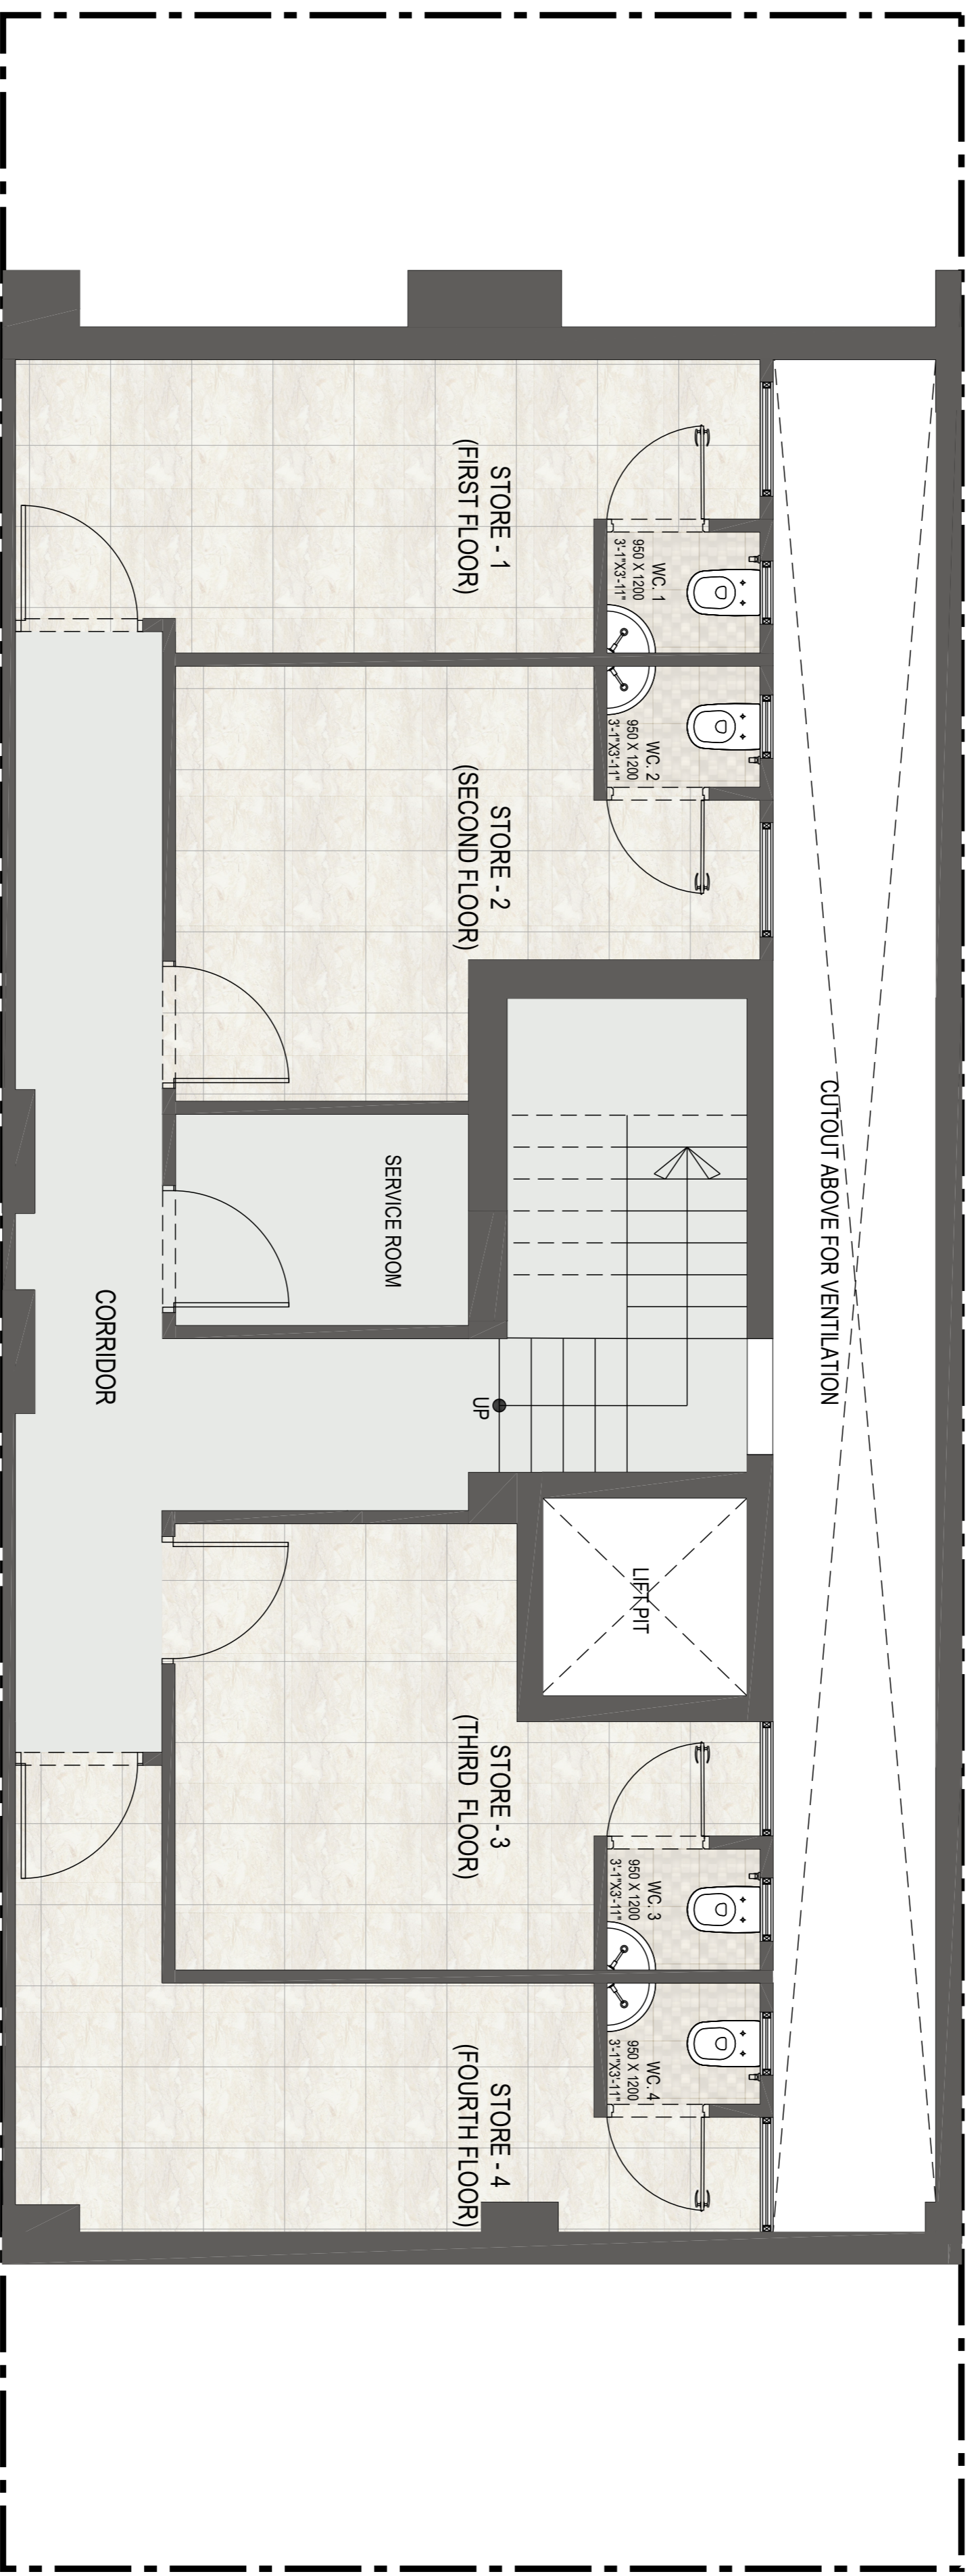 STORE - 1
(FIRST FLOOR)
WC. 1
950 X 1200
3'-1"X3'-11"
WC. 2
950 X 1200
3'-1"X3'-11"
STORE - 2
(SECOND FLOOR)
SERVICE ROOM
CUTOUT ABOVE FOR VENTILATION
CORRIDOR
UP
LIFT PIT
STORE - 3
(THIRD FLOOR)
WC. 3
950 X 1200
3'-1"X3'-11"
WC. 4
950 X 1200
3'-1"X3'-11"
STORE - 4
(FOURTH FLOOR)